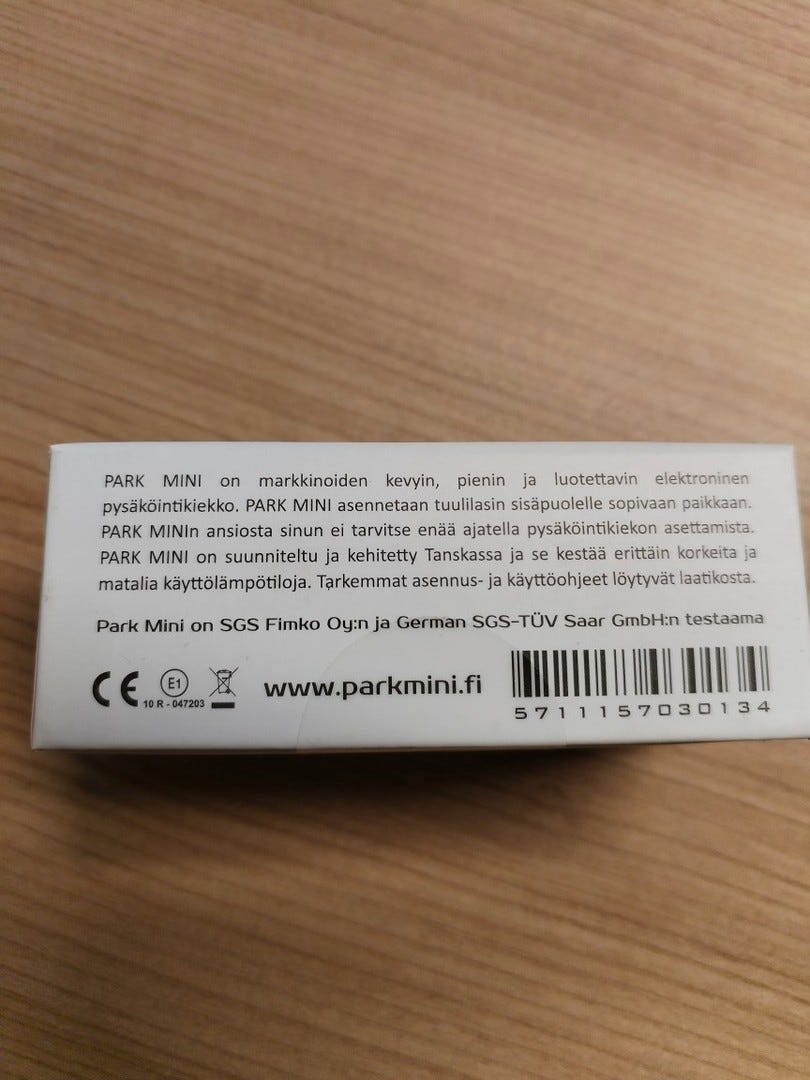 PARK MINI on markkinoiden kevyin, pienin ja luotettavin elektroninen
pysäköintikiekko. PARK MINI asennetaan tuulilasin sisäpuolelle sopivaan paikkaan.
PARK MINIn ansiosta sinun ei tarvitse enää ajatella pysäköintikiekon asettamista.
PARK MINI on suunniteltu ja kehitetty Tanskassa ja se kestää erittäin korkeita ja
matalia käyttölämpötiloja. Tarkemmat asennus- ja käyttöohjeet löytyvät laatikosta.
Park Mini on SGS Fimko Oy:n ja German SGS-TÜV Saar GmbH:n testaama
CE E1 www.parkmini.fi
10 R - 047203
5711157030134